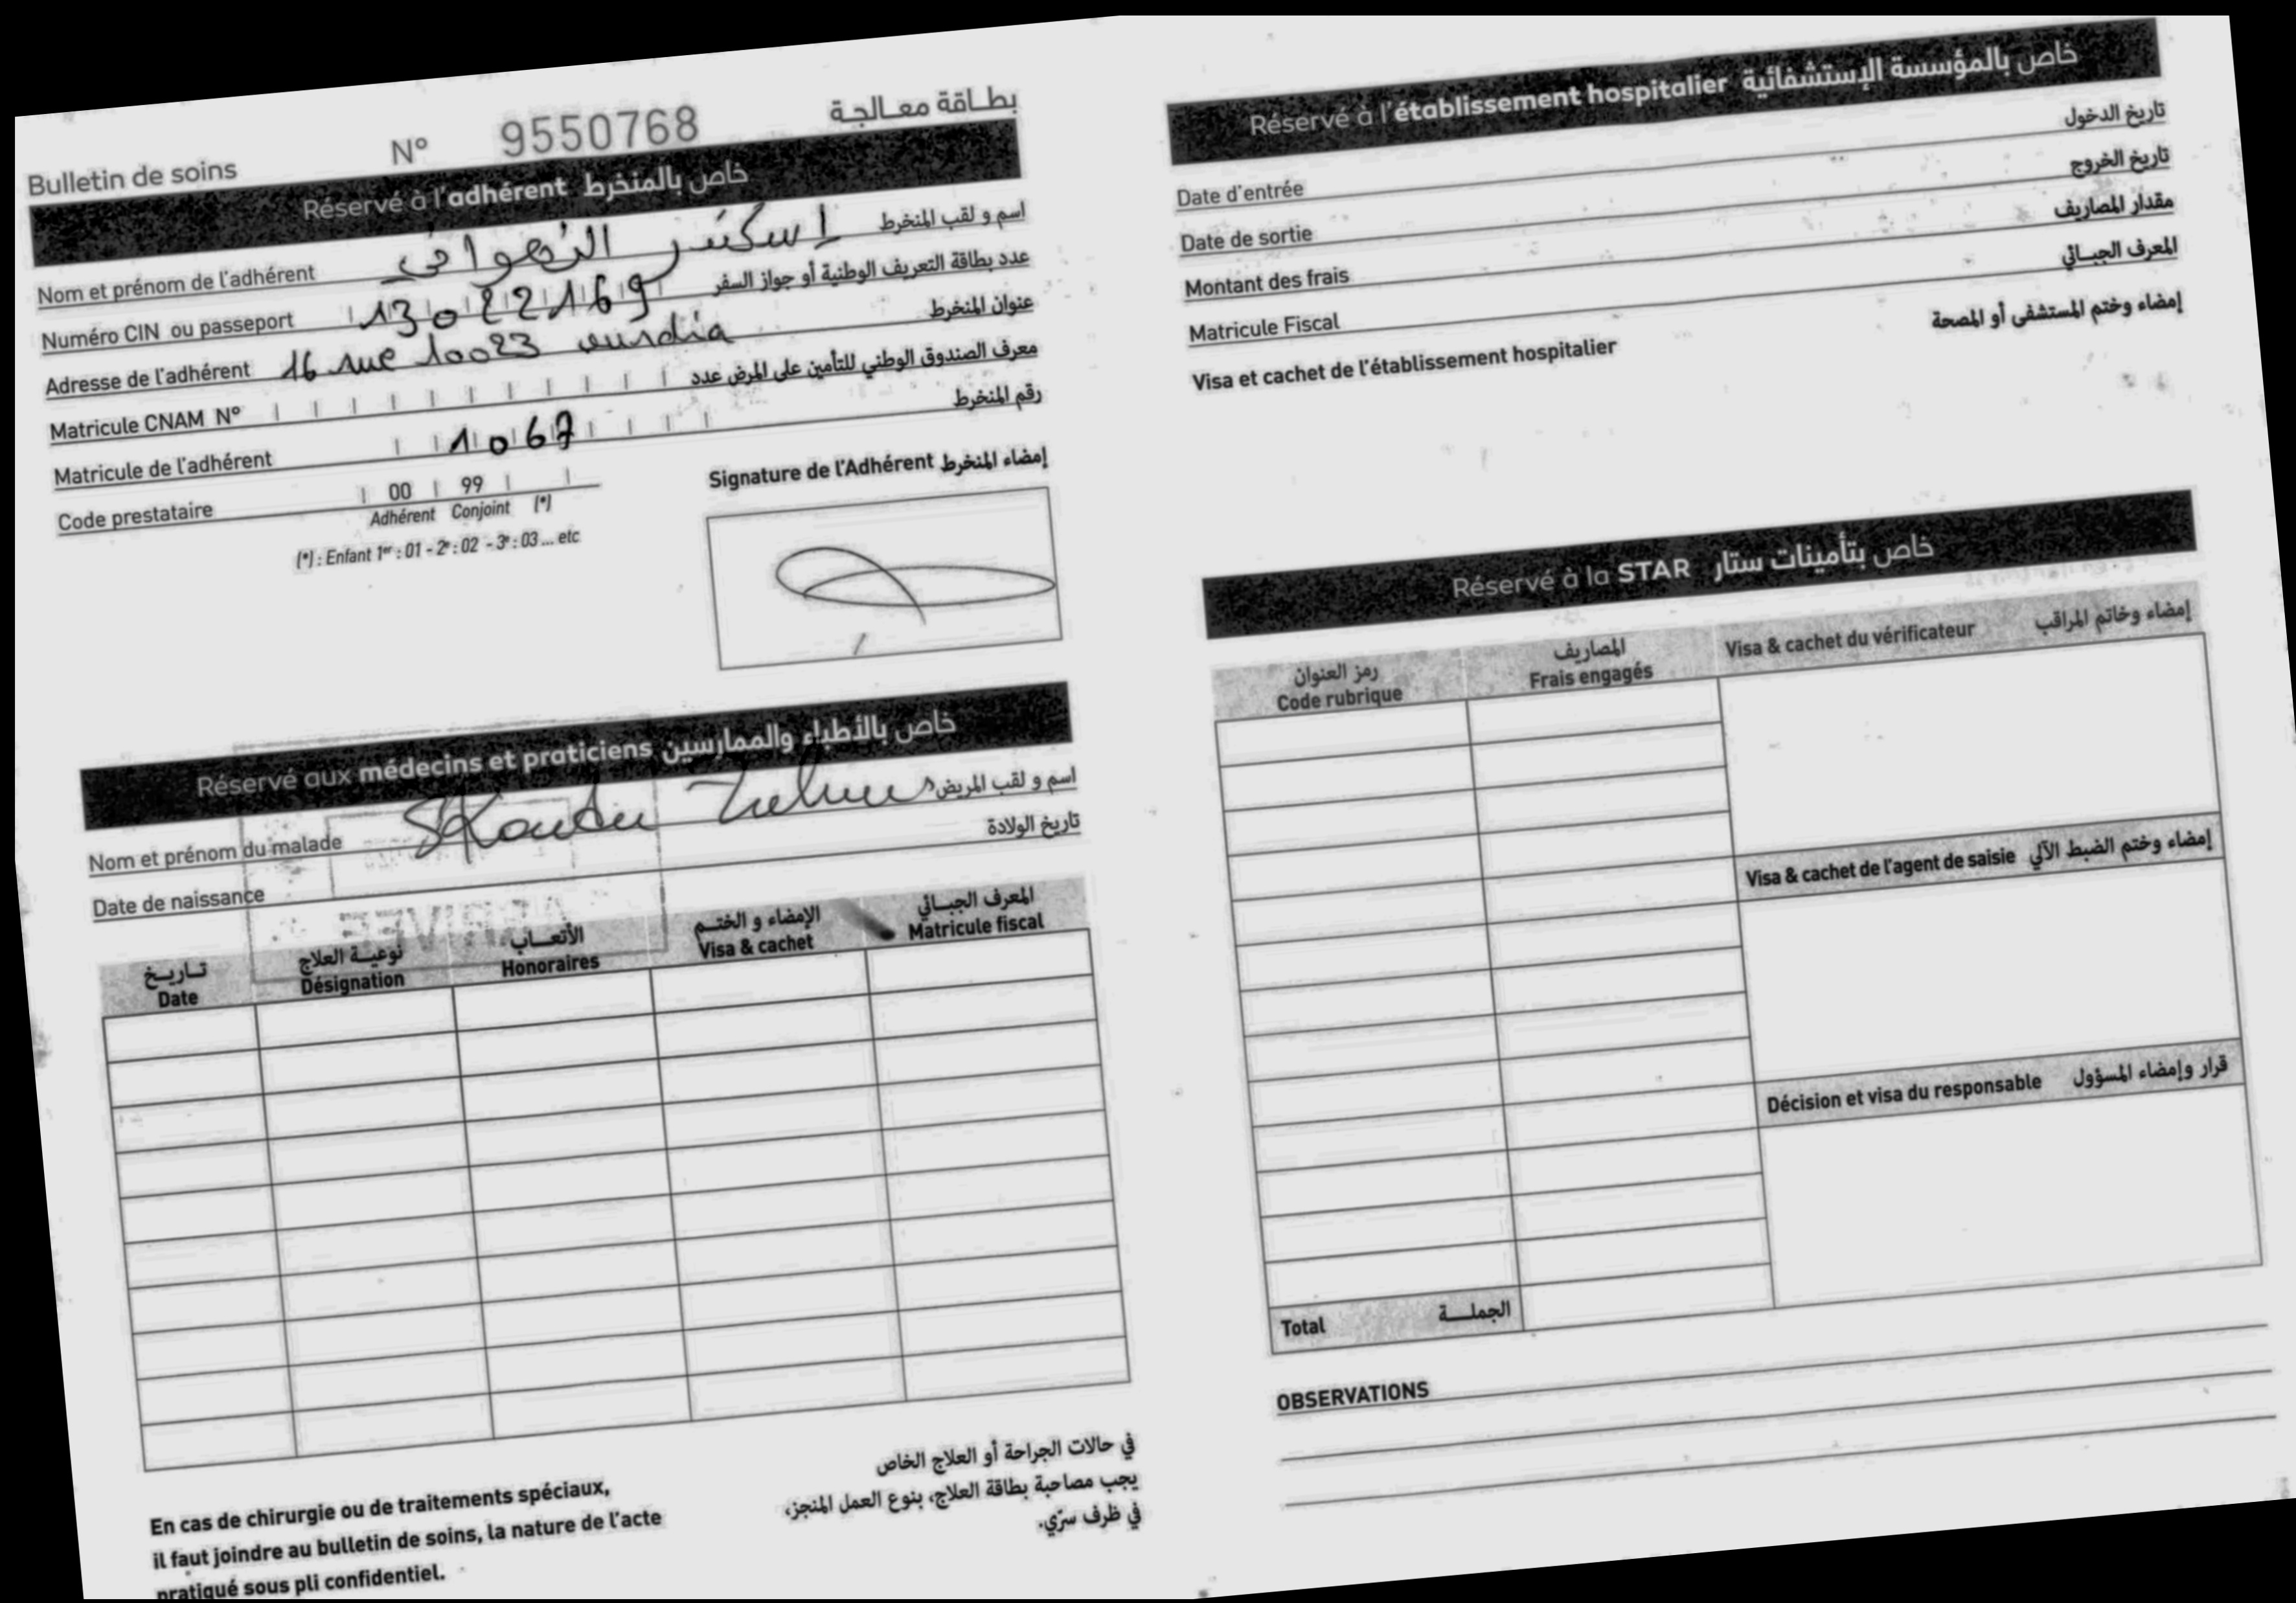 Bulletin de soins N° 9550768 بطاقة معالجة
Réservé à l'adhérent خاص بالمنخرط
Nom et prénom de l'adhérent إسكندر النهواني اسم و لقب المنخرط
Numéro CIN ou passeport 13022169 عدد بطاقة التعريف الوطنية أو جواز السفر
Adresse de l'adhérent 16 rue 10023 عنوان المنخرط
Matricule CNAM N° معرف الصندوق الوطني للتأمين على المرض عدد
Matricule de l'adhérent 1067 رقم المنخرط
Code prestataire 00 99
Adhérent Conjoint (*)
(*) : Enfant 1er : 01 - 2e : 02 - 3e : 03 ... etc
Signature de l'Adhérent إمضاء المنخرط
Réservé aux médecins et praticiens خاص بالأطباء والممارسين
Nom et prénom du malade اسم و لقب المريض
Date de naissance تاريخ الولادة
تاريخ نوعية العلاج الأتعاب الإمضاء و الختم المعرف الجبائي
Date Désignation Honoraires Visa & cachet Matricule fiscal
En cas de chirurgie ou de traitements spéciaux,
il faut joindre au bulletin de soins, la nature de l'acte
pratiqué sous pli confidentiel.
في حالات الجراحة أو العلاج الخاص
يجب مصاحبة بطاقة العلاج، بنوع العمل المنجز،
في ظرف سرّي.
Réservé à l'établissement hospitalier خاص بالمؤسسة الإستشفائية
Date d'entrée تاريخ الدخول
Date de sortie تاريخ الخروج
Montant des frais مقدار المصاريف
Matricule Fiscal المعرف الجبائي
Visa et cachet de l'établissement hospitalier إمضاء وختم المستشفى أو المصحة
Réservé à la STAR خاص بتأمينات ستار
رمز العنوان المصاريف
Code rubrique Frais engagés Visa & cachet du vérificateur إمضاء وخاتم المراقب
Visa & cachet de l'agent de saisie إمضاء وختم الضبط الآلي
Décision et visa du responsable قرار وإمضاء المسؤول
Total الجملة
OBSERVATIONS